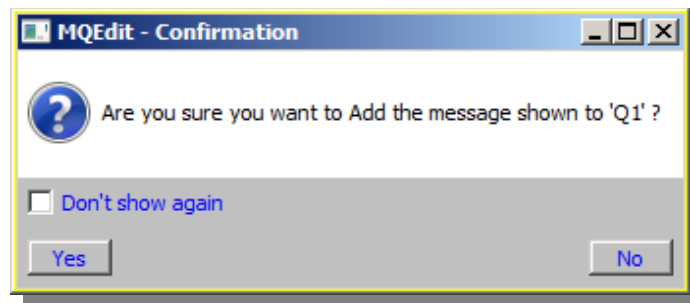 MQEdit - Confirmation
Are you sure you want to Add the message shown to 'Q1' ?
Don't show again
Yes
No